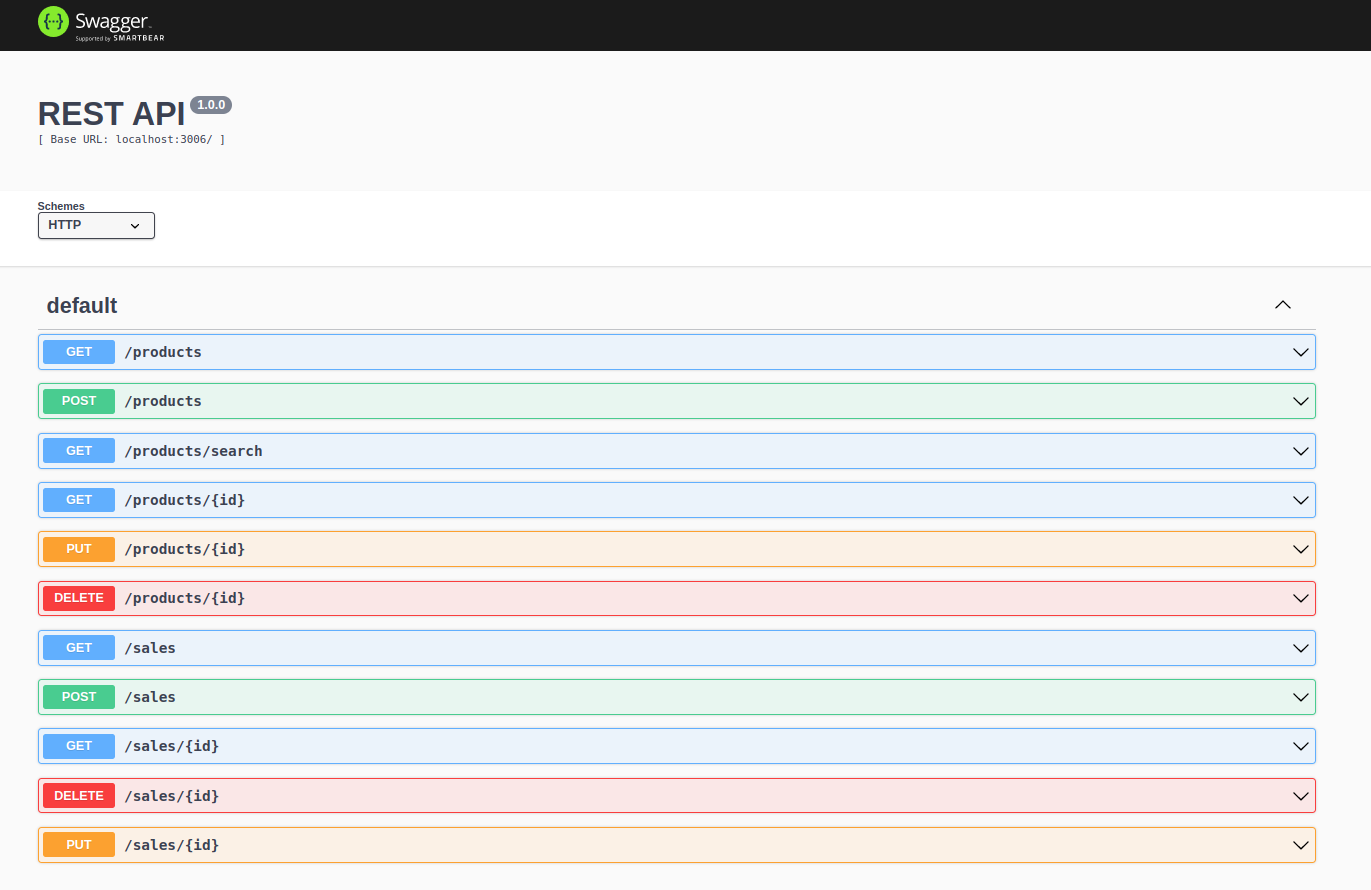 Swagger
Supported by SMARTBEAR
REST API 1.0.0
[ Base URL: localhost:3006/ ]
Schemes
HTTP
default
GET /products
POST /products
GET /products/search
GET /products/{id}
PUT /products/{id}
DELETE /products/{id}
GET /sales
POST /sales
GET /sales/{id}
DELETE /sales/{id}
PUT /sales/{id}